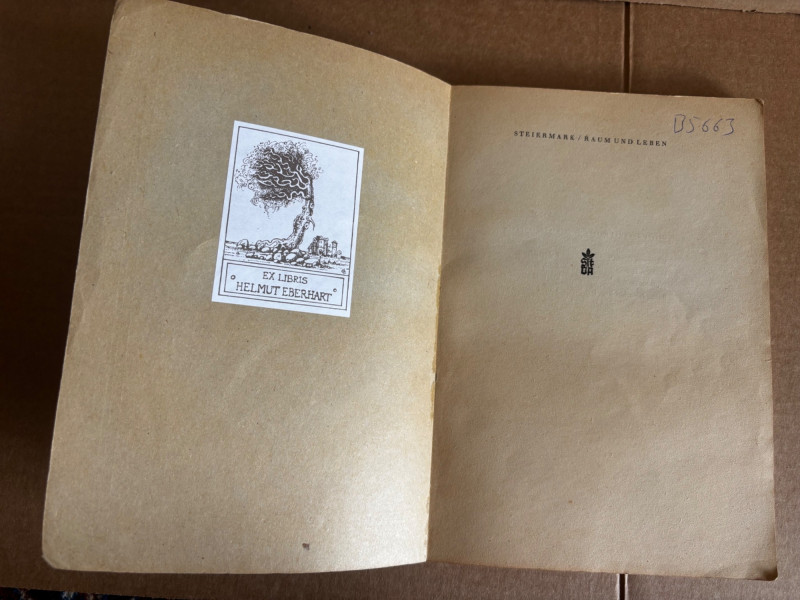 EX LIBRIS
HELMUT EBERHART
B5663
STEIERMARK / RAUM UND LEBEN